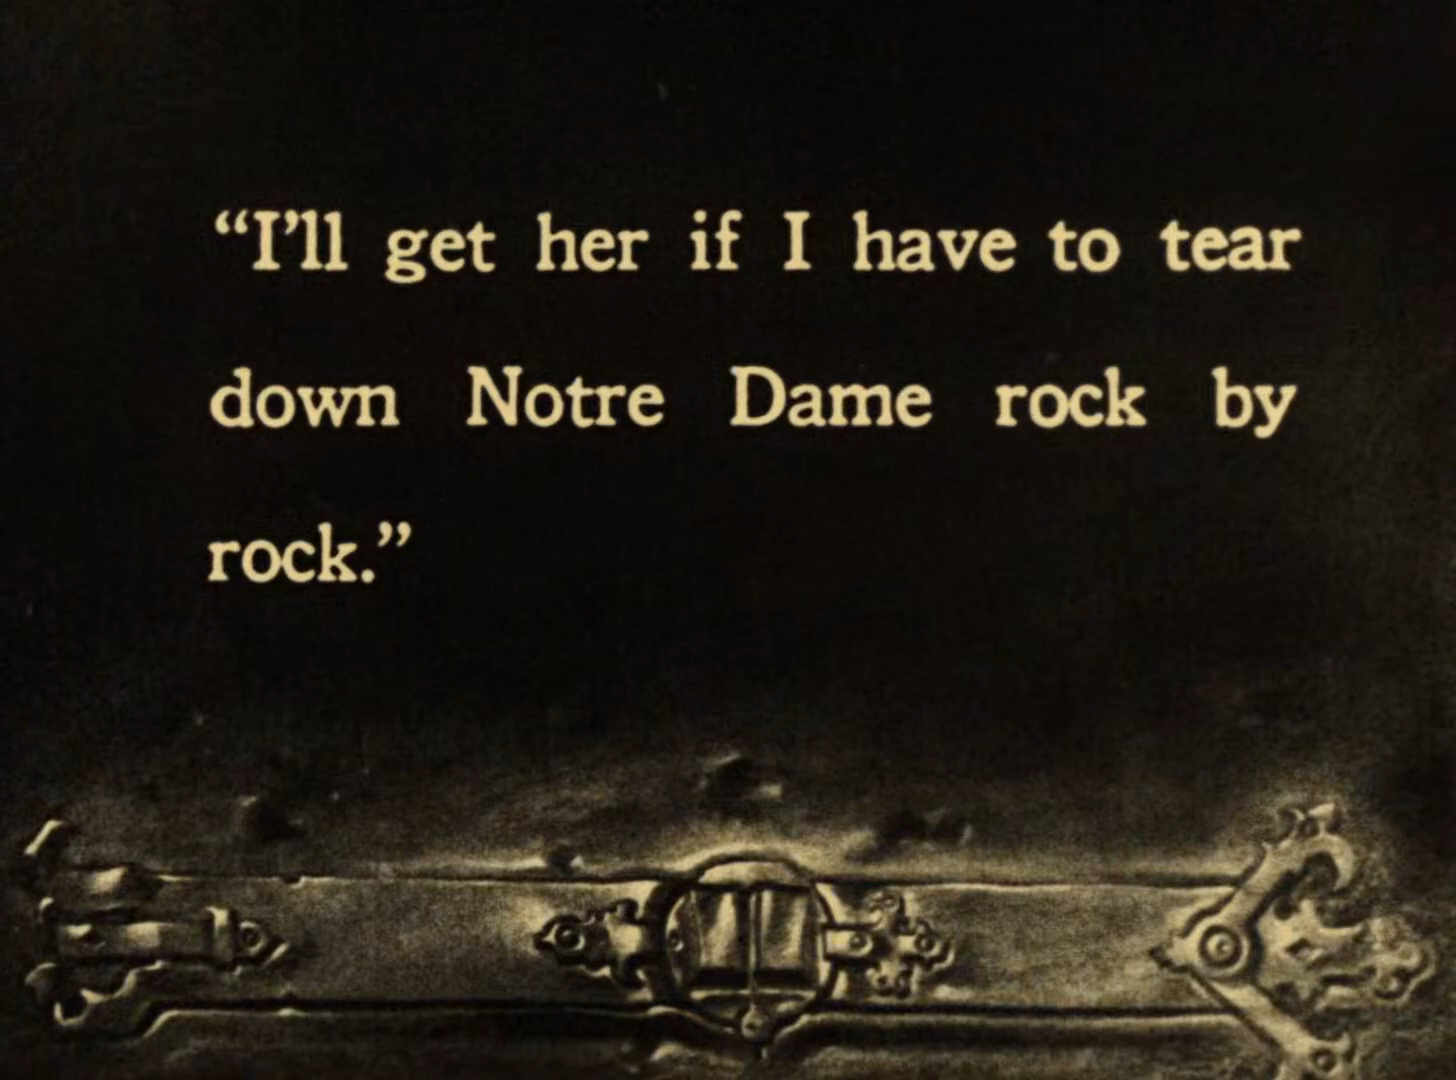 “I’ll get her if I have to tear
down Notre Dame rock by
rock.”